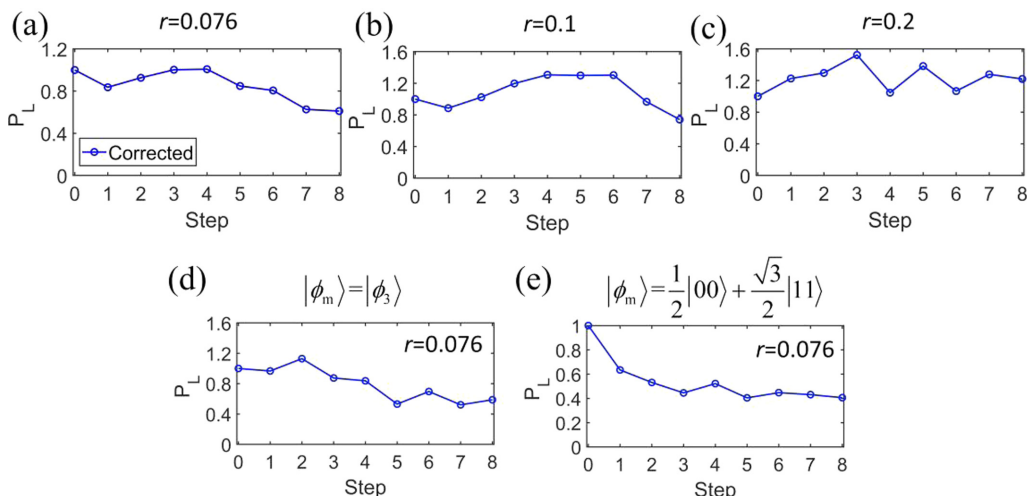 (a) r=0.076
1.2
0.8
0.4
0
P_L
Corrected
0 1 2 3 4 5 6 7 8
Step
(b) r=0.1
1.6
1.2
0.8
0.4
0
P_L
0 1 2 3 4 5 6 7 8
Step
(c) r=0.2
1.6
1.2
0.8
0.4
0
P_L
0 1 2 3 4 5 6 7 8
Step
(d) |ϕ_m⟩=|ϕ_3⟩
r=0.076
1.6
1.2
0.8
0.4
0
P_L
0 1 2 3 4 5 6 7 8
Step
(e) |ϕ_m⟩=1/2|00⟩+√3/2|11⟩
r=0.076
1
0.8
0.6
0.4
0.2
0
P_L
0 1 2 3 4 5 6 7 8
Step